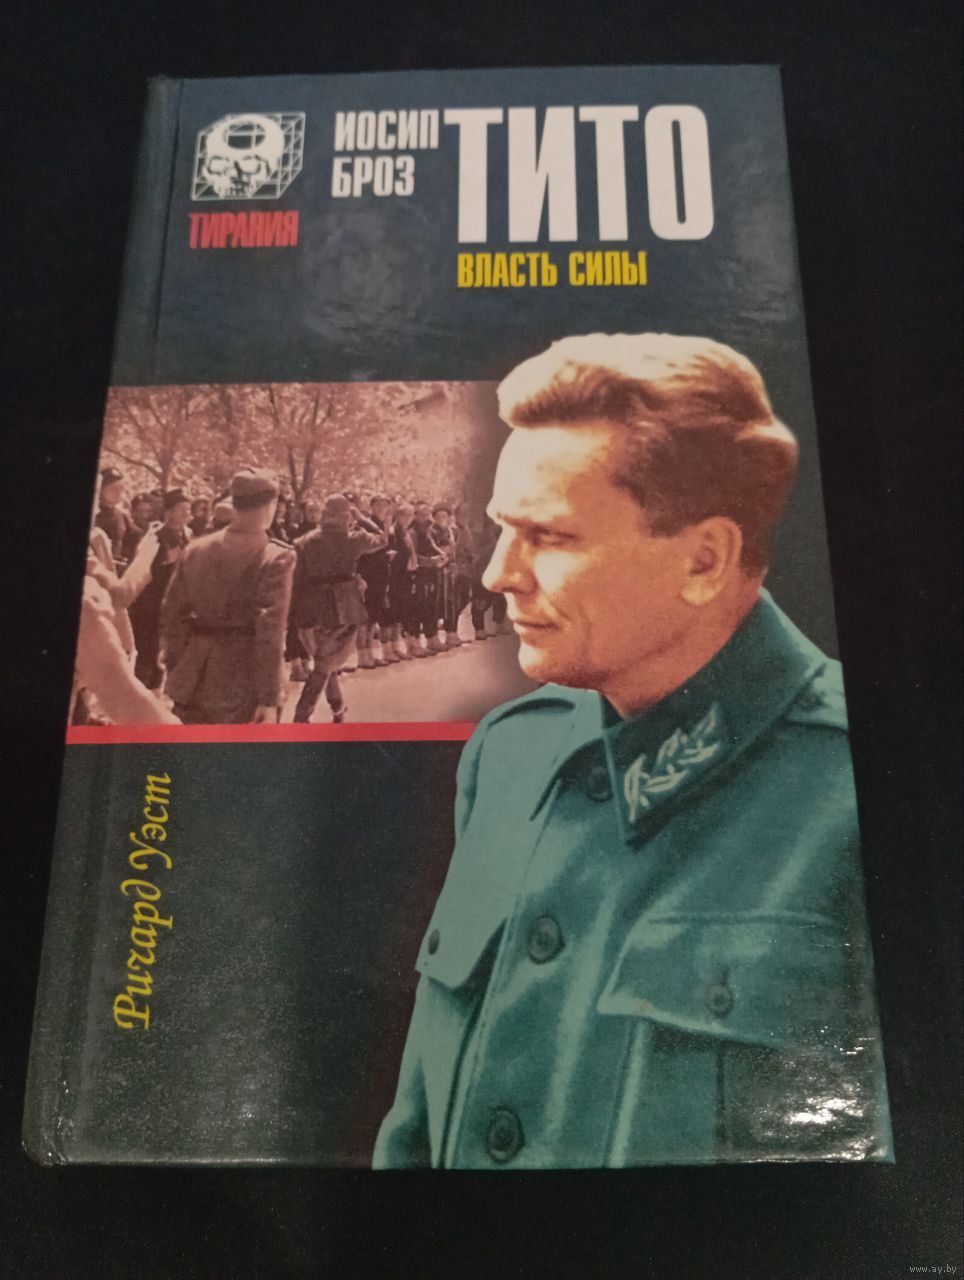 ИОСИП
БРОЗ
ТИТО
ВЛАСТЬ СИЛЫ
ТИРАНИЯ
Ричард Уэст
www.ay.by